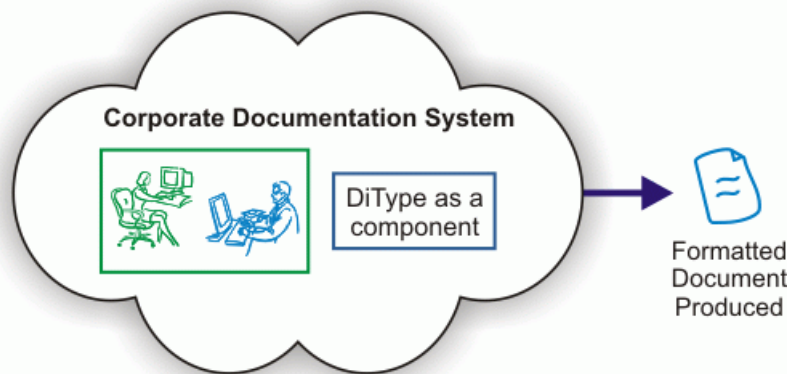 Corporate Documentation System
DiType as a
component
Formatted
Document
Produced